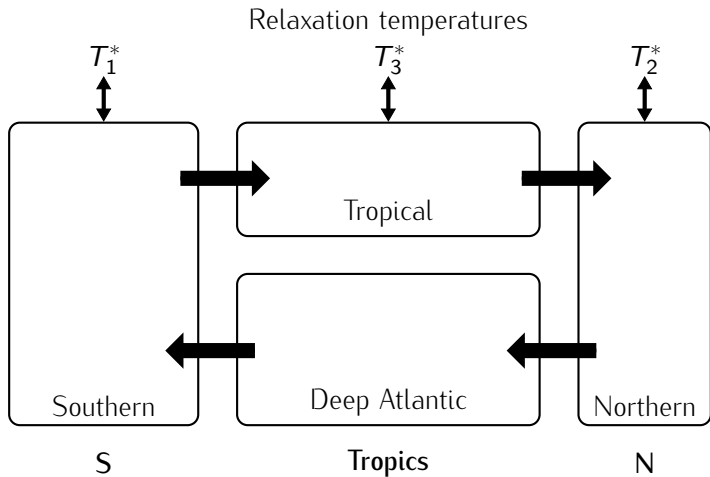 Relaxation temperatures
T₁* T₃* T₂*
Tropical
Southern Deep Atlantic Northern
S Tropics N